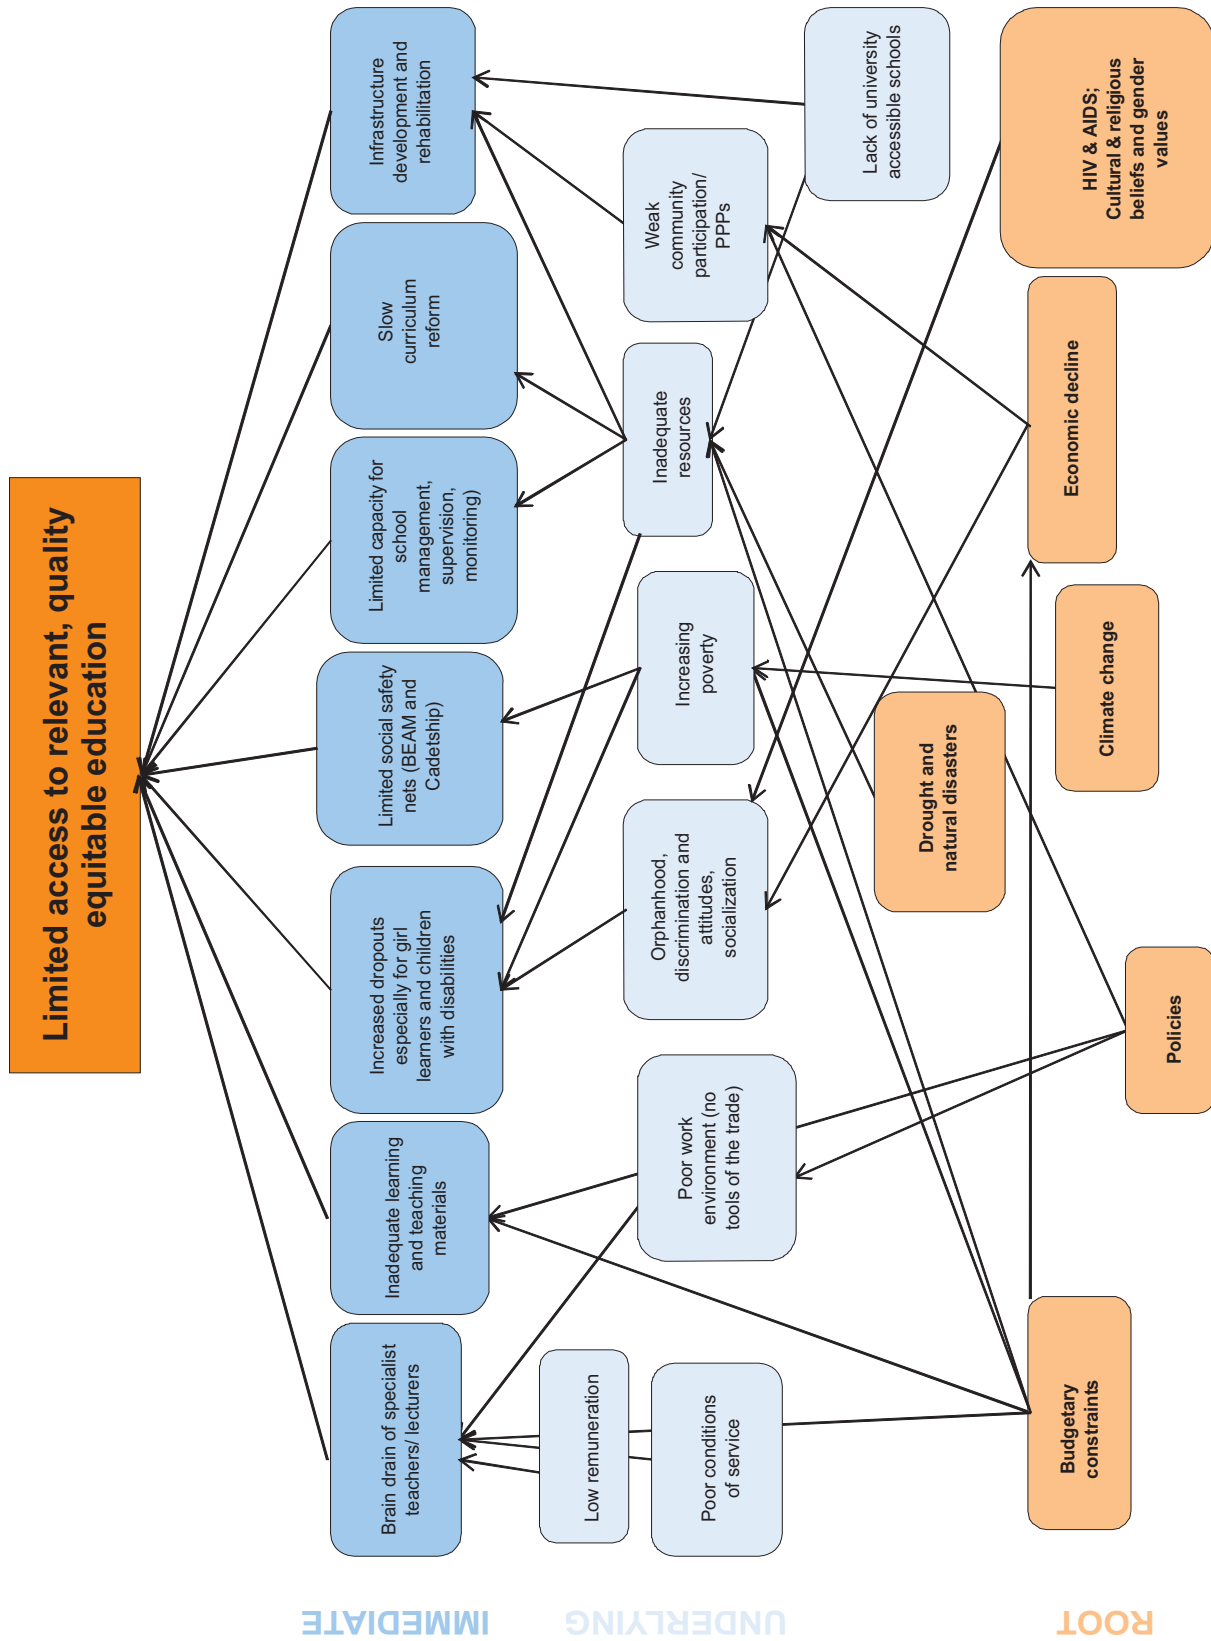 Limited access to relevant, quality
equitable education
IMMEDIATE
Brain drain of specialist
teachers/ lecturers
Inadequate learning
and teaching
materials
Increased dropouts
especially for girl
learners and children
with disabilities
Limited social safety
nets (BEAM and
Cadetship)
Limited capacity for
school
management,
supervision,
monitoring)
Slow
curriculum
reform
Infrastructure
development and
rehabilitation
UNDERLYING
Low remuneration
Poor conditions
of service
Poor work
environment (no
tools of the trade)
Orphanhood,
discrimination and
attitudes,
socialization
Increasing
poverty
Inadequate
resources
Weak
community
participation/
PPPs
Lack of university
accessible schools
ROOT
Budgetary
constraints
Policies
Drought and
natural disasters
Climate change
Economic decline
HIV & AIDS;
Cultural & religious
beliefs and gender
values